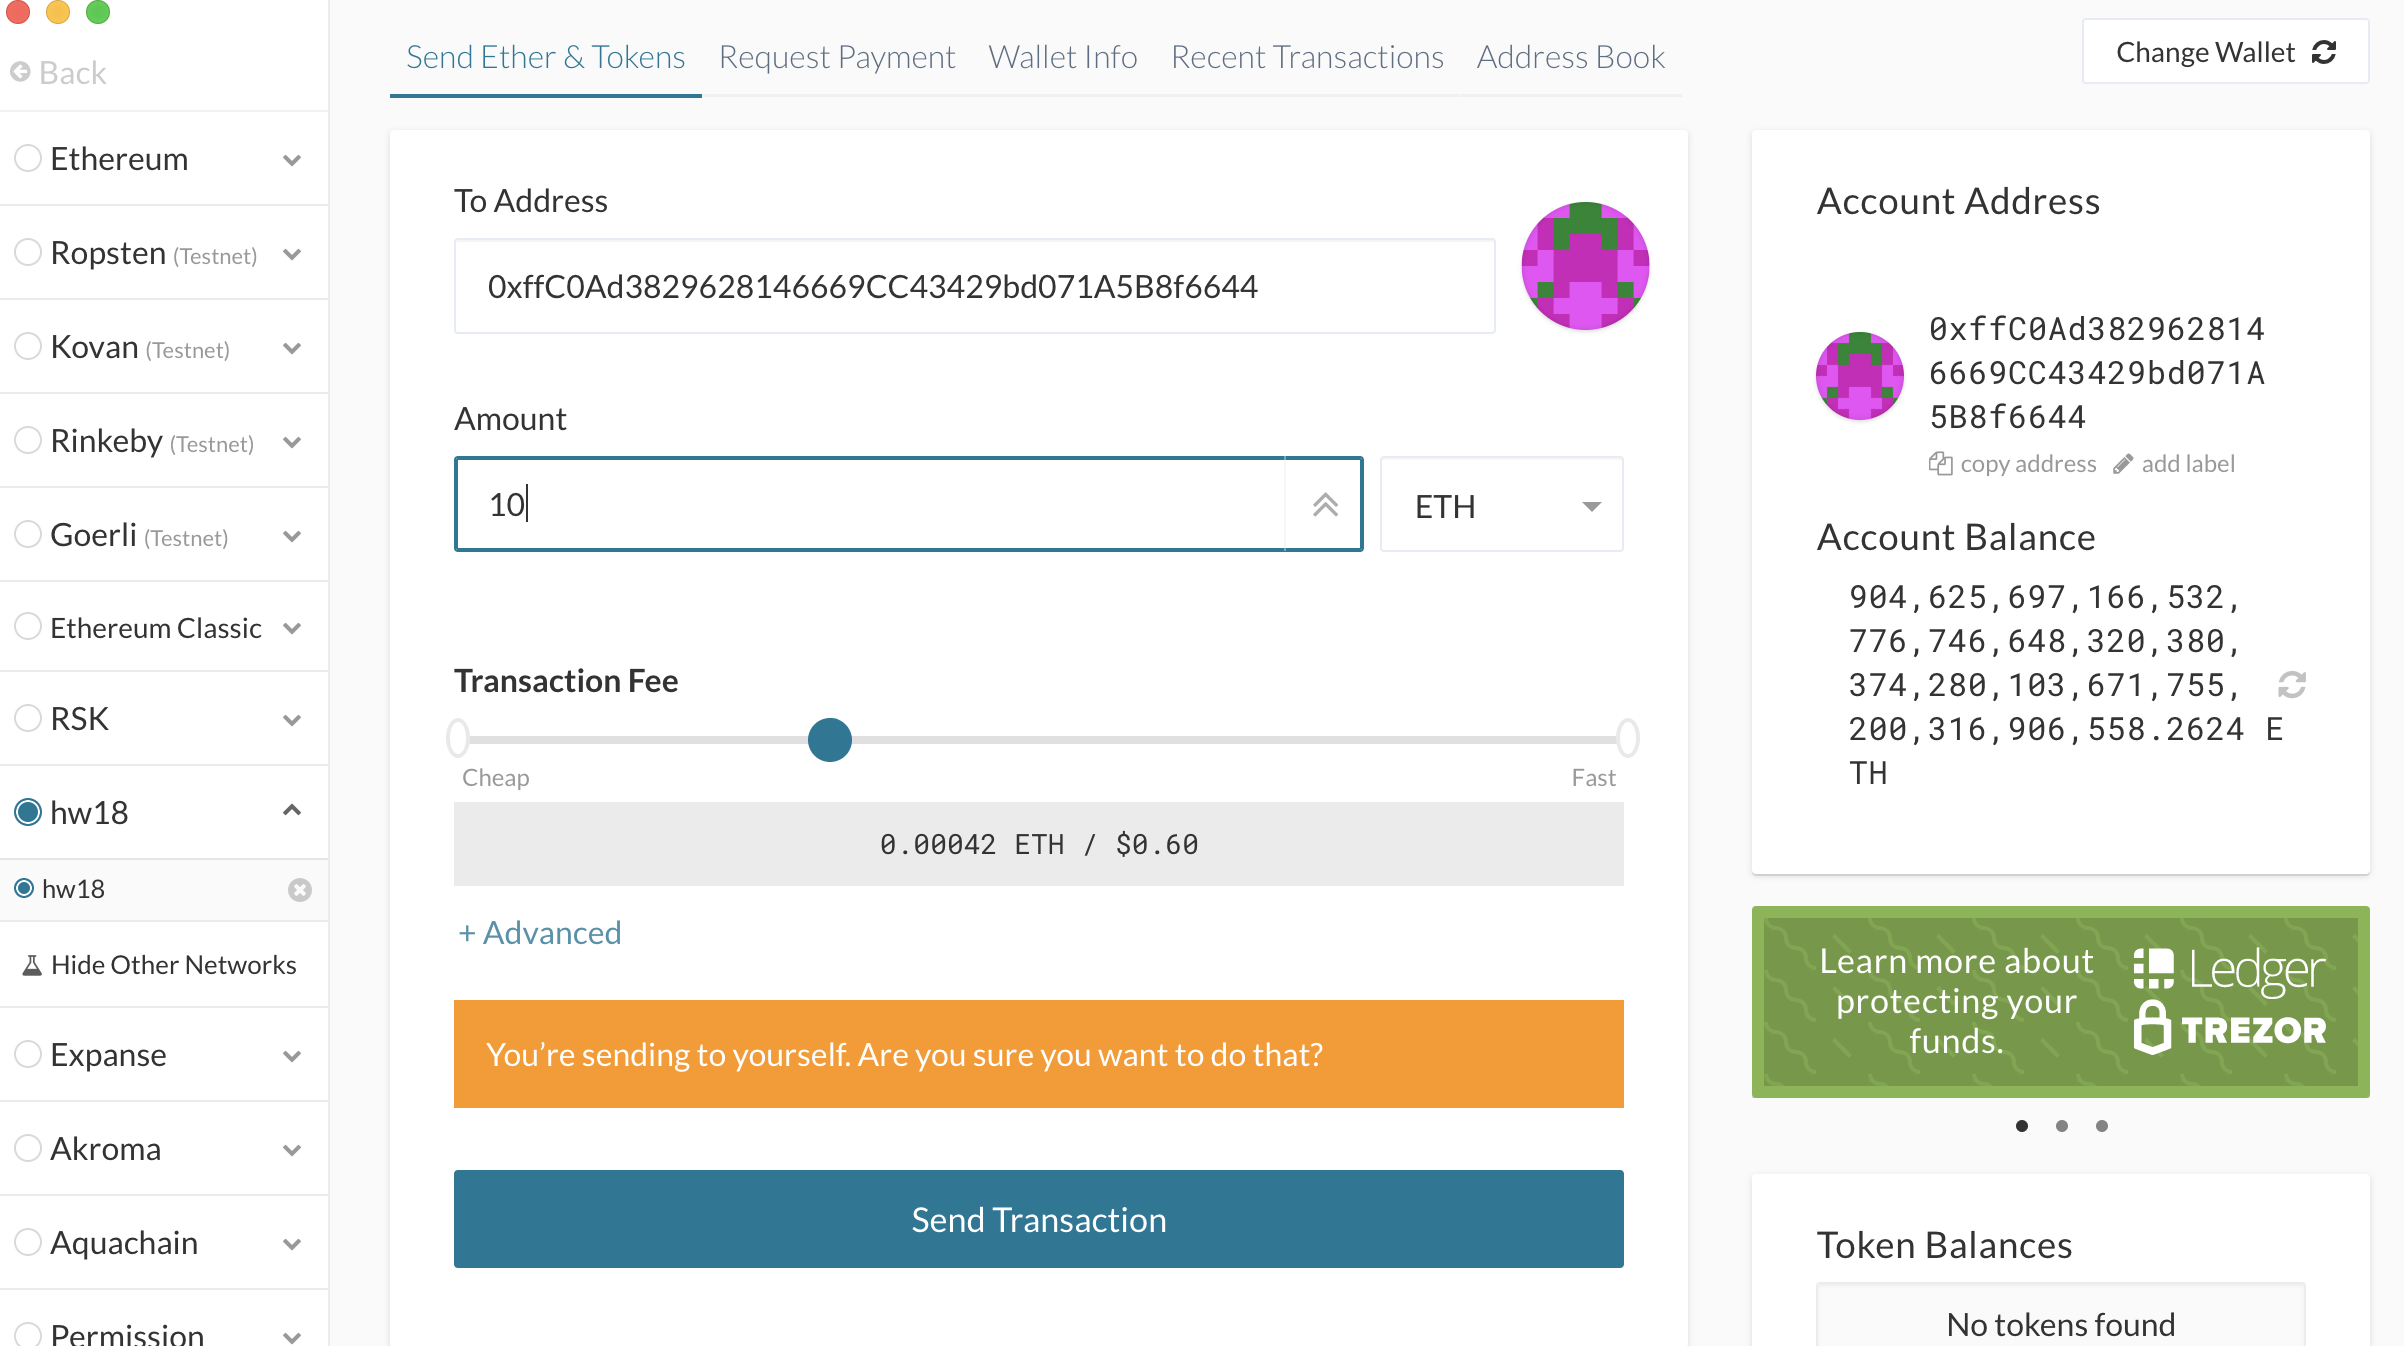 Back
Ethereum
Ropsten (Testnet)
Kovan (Testnet)
Rinkeby (Testnet)
Goerli (Testnet)
Ethereum Classic
RSK
hw18
hw18
Hide Other Networks
Expanse
Akroma
Aquachain
Permission
Send Ether & Tokens
Request Payment
Wallet Info
Recent Transactions
Address Book
Change Wallet
To Address
0xffC0Ad3829628146669CC43429bd071A5B8f6644
Amount
10
ETH
Transaction Fee
Cheap
Fast
0.00042 ETH / $0.60
+ Advanced
You’re sending to yourself. Are you sure you want to do that?
Send Transaction
Account Address
0xffC0Ad382962814
6669CC43429bd071A
5B8f6644
copy address
add label
Account Balance
904,625,697,166,532,
776,746,648,320,380,
374,280,103,671,755,
200,316,906,558.2624 E
TH
Learn more about
protecting your
funds.
Ledger
TREZOR
Token Balances
No tokens found